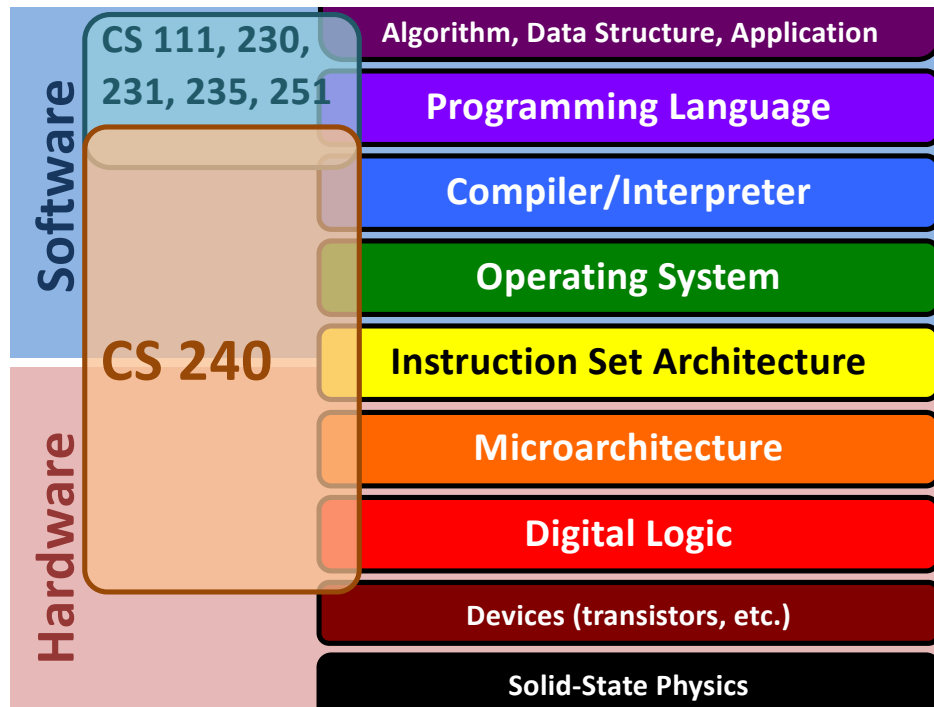 Software
Hardware
CS 111, 230,
231, 235, 251
CS 240
Algorithm, Data Structure, Application
Programming Language
Compiler/Interpreter
Operating System
Instruction Set Architecture
Microarchitecture
Digital Logic
Devices (transistors, etc.)
Solid-State Physics